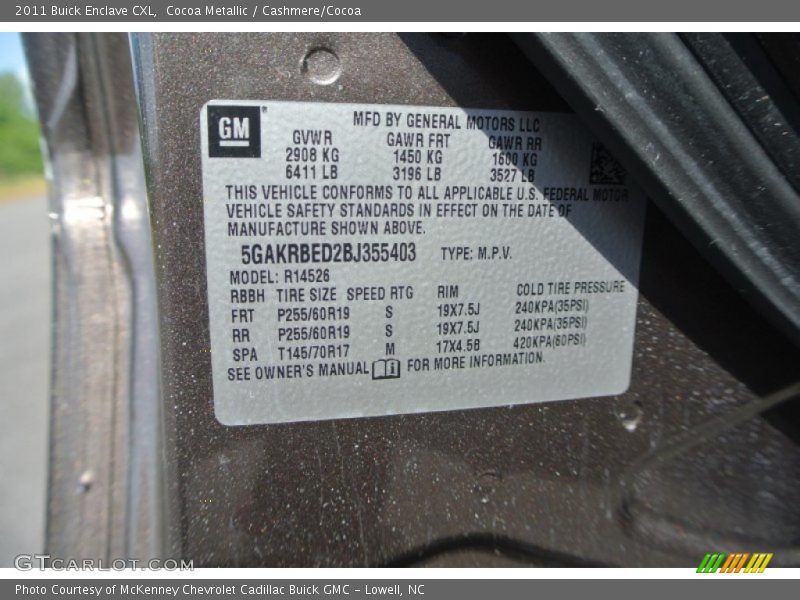 2011 Buick Enclave CXL,  Cocoa Metallic / Cashmere/Cocoa
GM
MFD BY GENERAL MOTORS LLC
GVWR GAWR FRT GAWR RR
2908 KG 1450 KG 1600 KG
6411 LB 3196 LB 3527 LB
THIS VEHICLE CONFORMS TO ALL APPLICABLE U.S. FEDERAL MOTOR
VEHICLE SAFETY STANDARDS IN EFFECT ON THE DATE OF
MANUFACTURE SHOWN ABOVE.
5GAKRBED2BJ355403 TYPE: M.P.V.
MODEL: R14526
RBBH TIRE SIZE SPEED RTG RIM COLD TIRE PRESSURE
FRT P255/60R19 S 19X7.5J 240KPA(35PSI)
RR P255/60R19 S 19X7.5J 240KPA(35PSI)
SPA T145/70R17 M 17X4.5B 420KPA(60PSI)
SEE OWNER'S MANUAL FOR MORE INFORMATION.
GTCARLOT.COM
Photo Courtesy of McKenney Chevrolet Cadillac Buick GMC – Lowell, NC